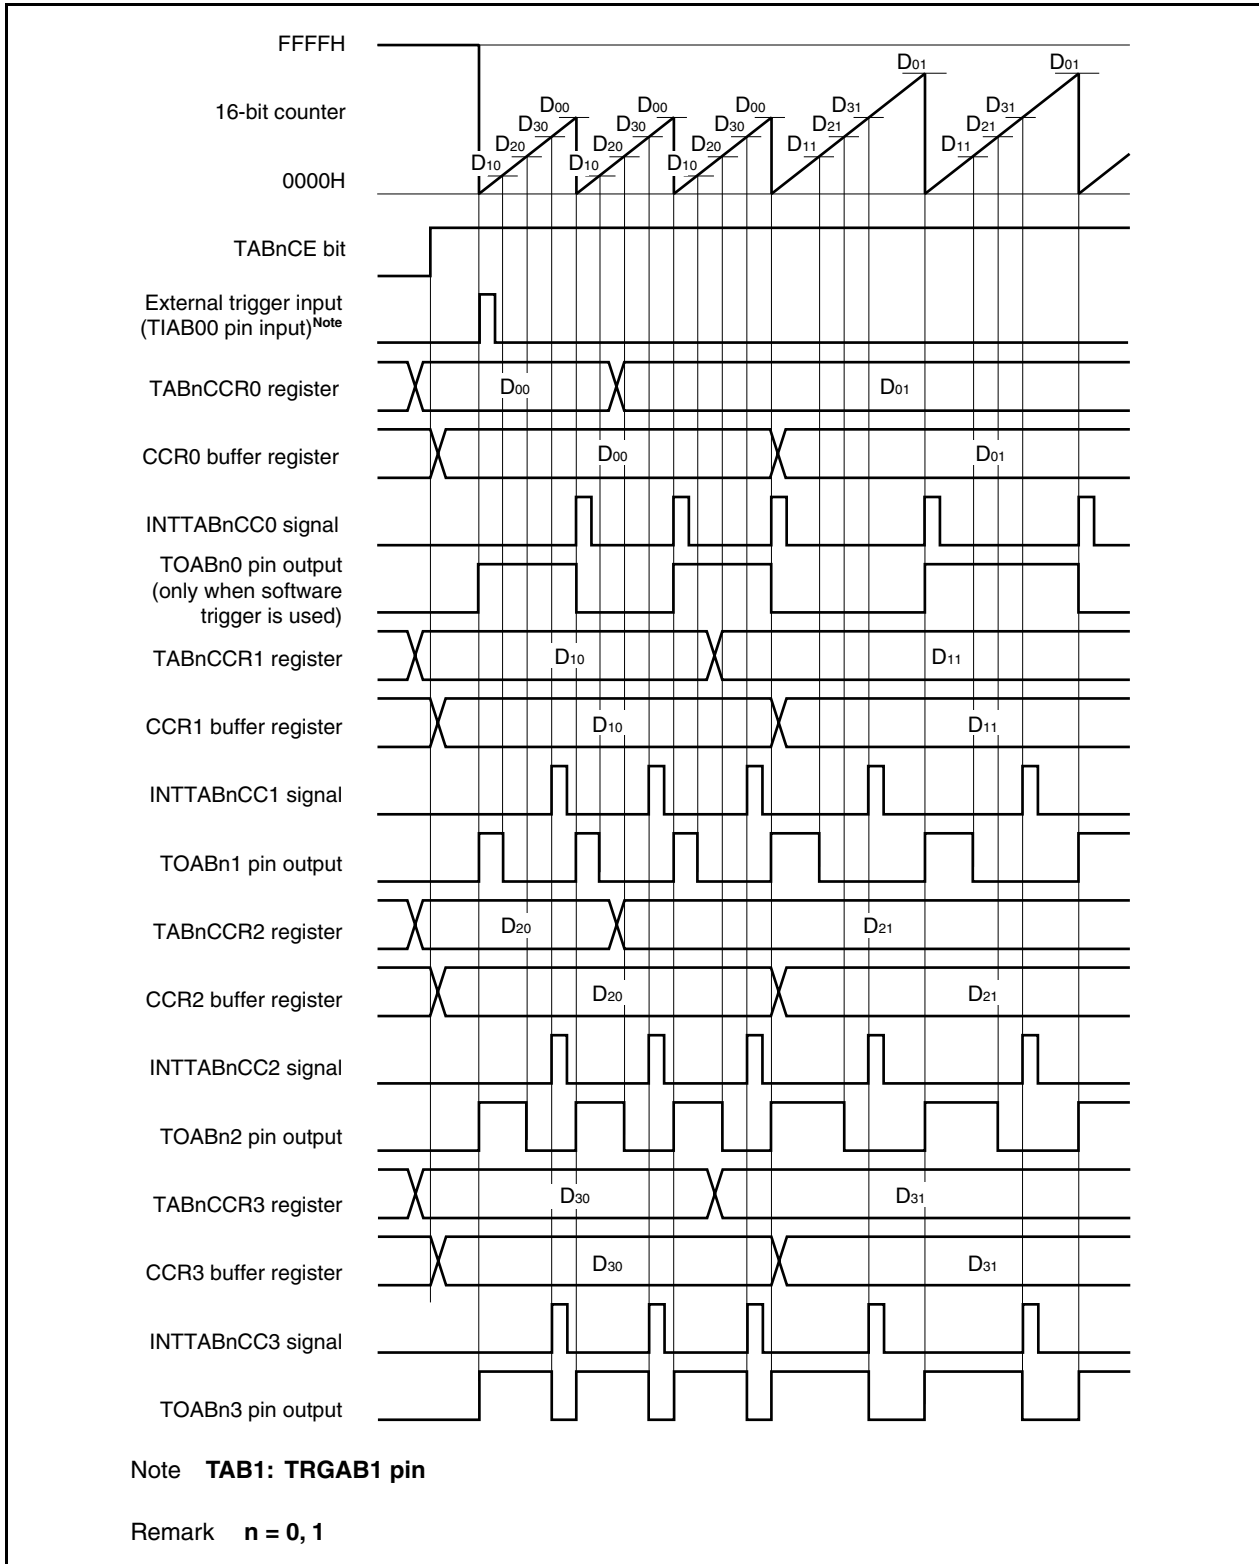 FFFFH
16-bit counter
0000H
D10 D20 D30 D00 D10 D20 D30 D00 D10 D20 D30 D00 D11 D21 D31 D01 D11 D21 D31 D01
TABnCE bit
External trigger input
(TIAB00 pin input)Note
TABnCCR0 register D00 D01
CCR0 buffer register D00 D01
INTTABnCC0 signal
TOABn0 pin output
(only when software
trigger is used)
TABnCCR1 register D10 D11
CCR1 buffer register D10 D11
INTTABnCC1 signal
TOABn1 pin output
TABnCCR2 register D20 D21
CCR2 buffer register D20 D21
INTTABnCC2 signal
TOABn2 pin output
TABnCCR3 register D30 D31
CCR3 buffer register D30 D31
INTTABnCC3 signal
TOABn3 pin output
Note TAB1: TRGAB1 pin
Remark n = 0, 1